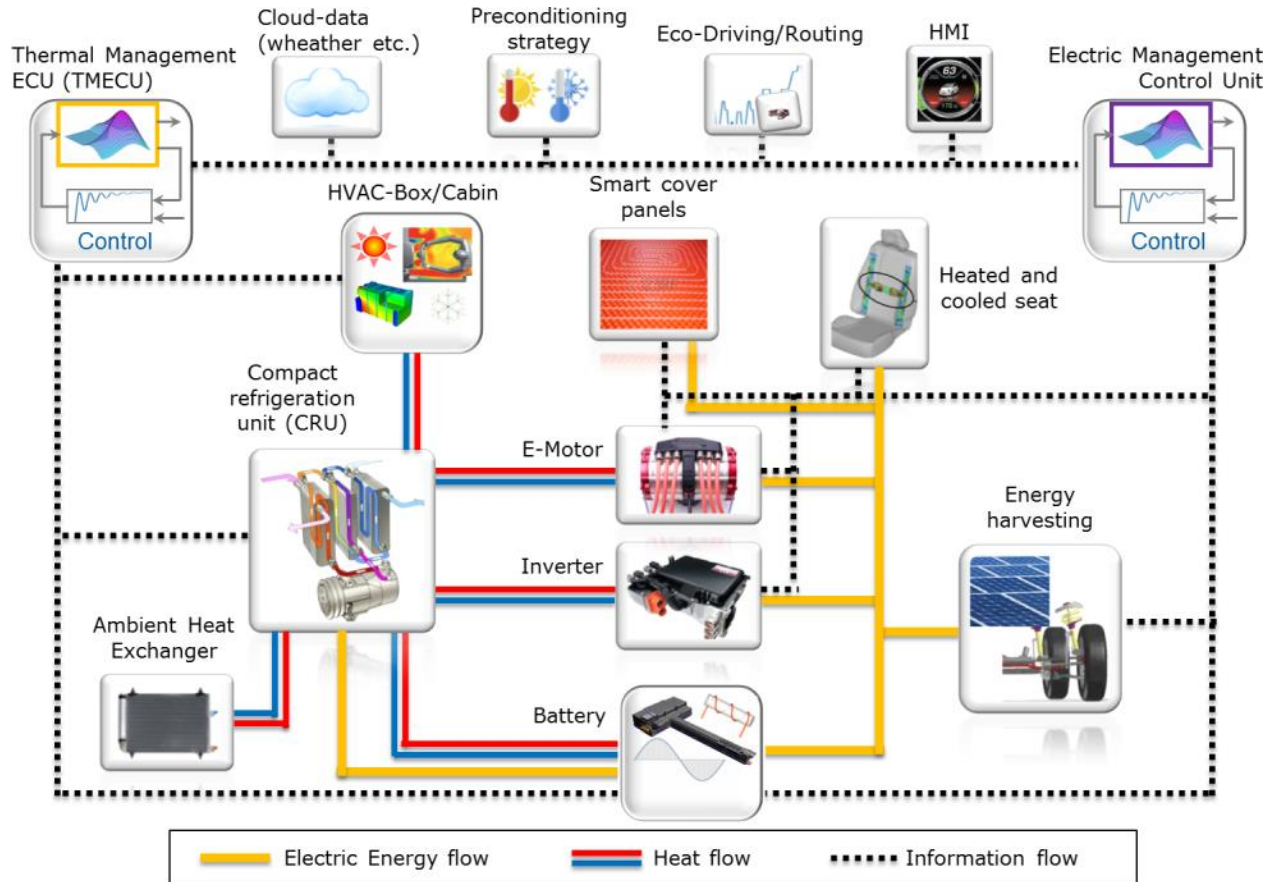 Thermal Management
ECU (TMECU)
Control
Cloud-data
(wheather etc.)
Preconditioning
strategy
Eco-Driving/Routing
HMI
63
Electric Management
Control Unit
Control
HVAC-Box/Cabin
Smart cover
panels
Heated and
cooled seat
Compact
refrigeration
unit (CRU)
E-Motor
Energy
harvesting
Inverter
Ambient Heat
Exchanger
Battery
Electric Energy flow
Heat flow
Information flow